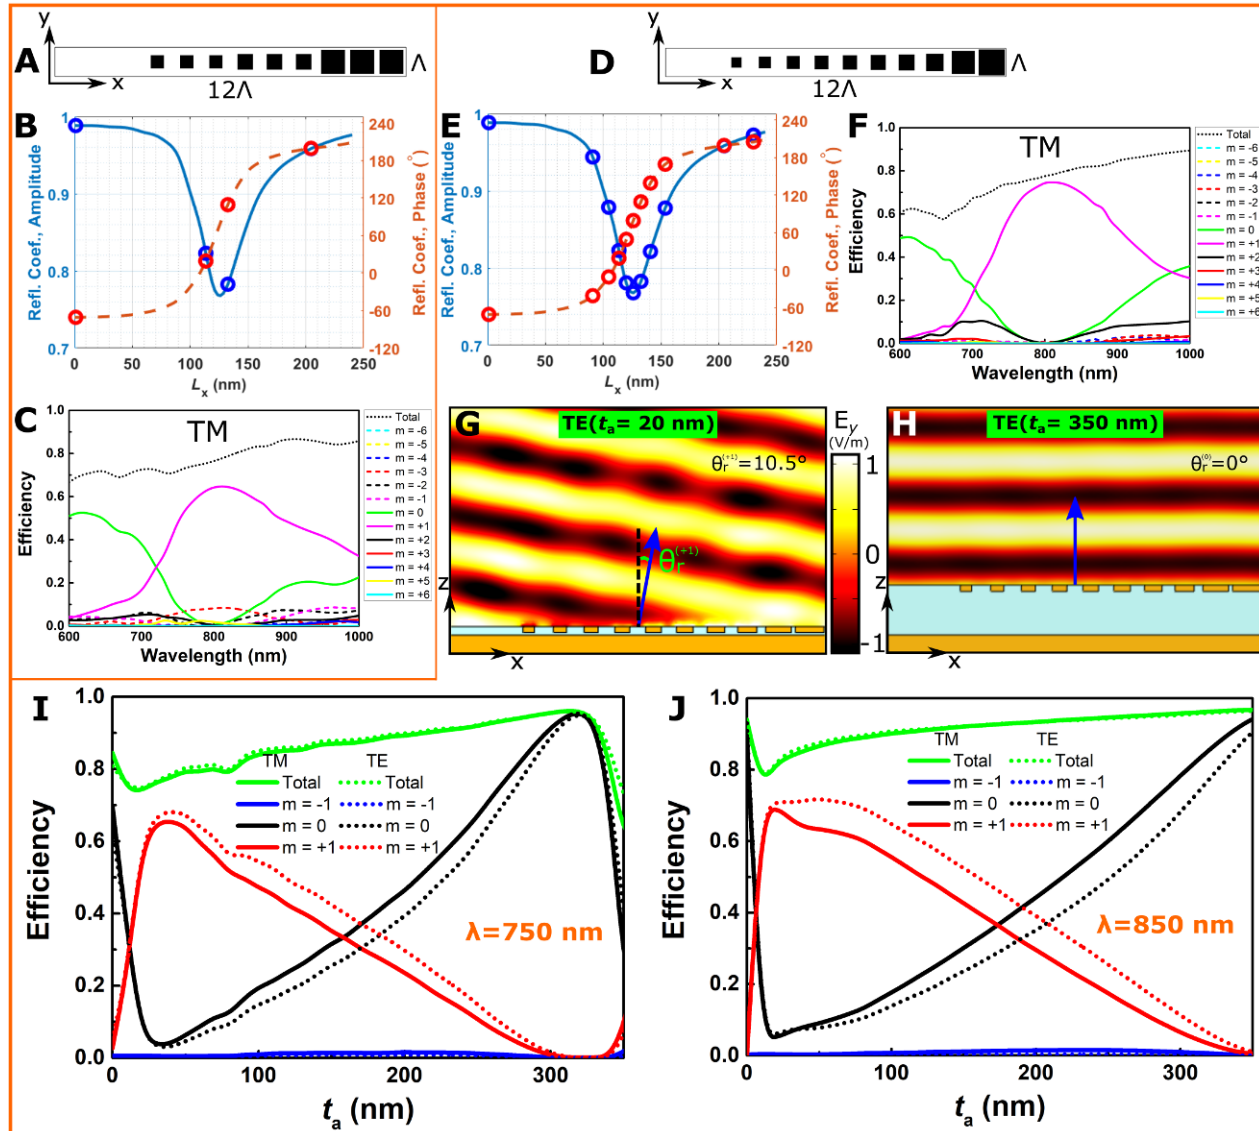 A
y
x
12Λ
Λ
D
y
x
12Λ
Λ
B
Refl. Coef., Amplitude
1
0.9
0.8
0.7
0 50 100 150 200 250
Lx (nm)
240
180
120
60
0
-60
-120
Refl. Coef., Phase (°)
E
Refl. Coef., Amplitude
1
0.9
0.8
0.7
0 50 100 150 200 250
Lx (nm)
240
180
120
60
0
-60
-120
Refl. Coef., Phase (°)
F
TM
Efficiency
1.0
0.8
0.6
0.4
0.2
0.0
600 700 800 900 1000
Wavelength (nm)
Total
m = -6
m = -5
m = -4
m = -3
m = -2
m = -1
m = 0
m = +1
m = +2
m = +3
m = +4
m = +5
m = +6
C
TM
Efficiency
1.0
0.8
0.6
0.4
0.2
0.0
600 700 800 900 1000
Wavelength (nm)
Total
m = -6
m = -5
m = -4
m = -3
m = -2
m = -1
m = 0
m = +1
m = +2
m = +3
m = +4
m = +5
m = +6
G
TE(ta= 20 nm)
θr(+1)=10.5°
θr(+1)
z
x
Ey
(V/m)
1
0
-1
H
TE(ta= 350 nm)
θr(0)=0°
z
x
I
Efficiency
1.0
0.8
0.6
0.4
0.2
0.0
0 100 200 300
ta (nm)
TM TE
Total Total
m = -1 m = -1
m = 0 m = 0
m = +1 m = +1
λ=750 nm
J
Efficiency
1.0
0.8
0.6
0.4
0.2
0.0
0 100 200 300
ta (nm)
TM TE
Total Total
m = -1 m = -1
m = 0 m = 0
m = +1 m = +1
λ=850 nm